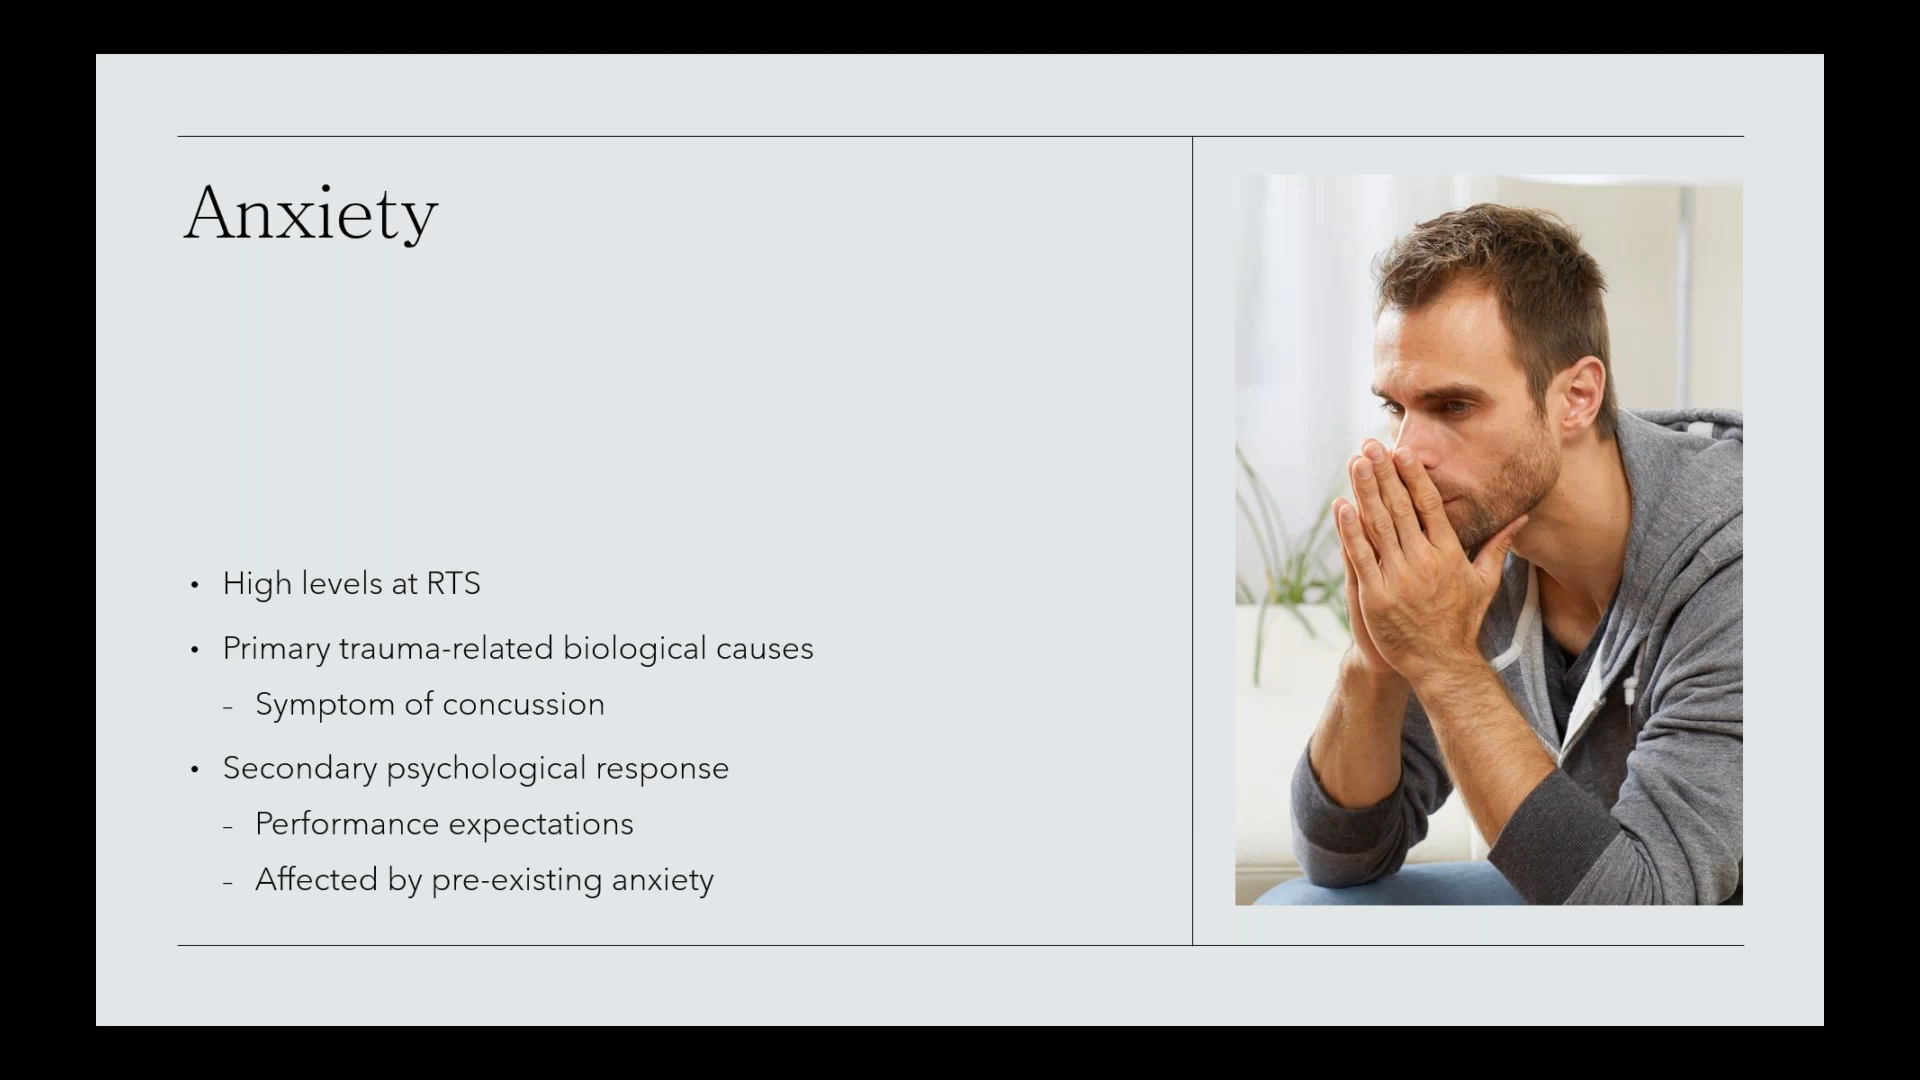 Anxiety
• High levels at RTS
• Primary trauma-related biological causes
– Symptom of concussion
• Secondary psychological response
– Performance expectations
– Affected by pre-existing anxiety